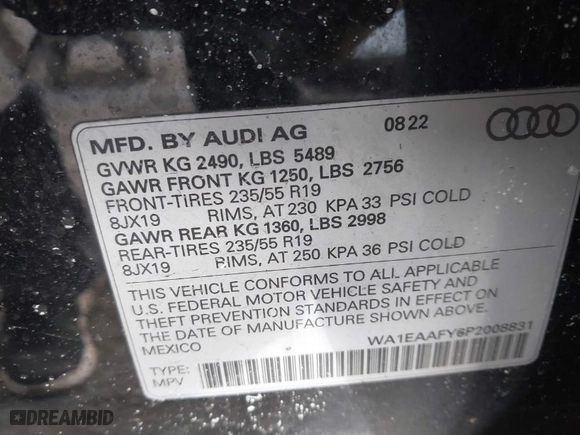 MFD. BY AUDI AG 08 22
GVWR KG 2490, LBS 5489
GAWR FRONT KG 1250, LBS 2756
FRONT-TIRES 235/55 R19
8JX19 RIMS, AT 230 KPA 33 PSI COLD
GAWR REAR KG 1360, LBS 2998
REAR-TIRES 235/55 R19
8JX19 RIMS, AT 250 KPA 36 PSI COLD
THIS VEHICLE CONFORMS TO ALL APPLICABLE
U.S. FEDERAL MOTOR VEHICLE SAFETY AND
THEFT PREVENTION STANDARDS IN EFFECT ON
THE DATE OF MANUFACTURE SHOWN ABOVE.
MEXICO WA1EAAFY6P2008831
TYPE:
MPV
DREAMBID